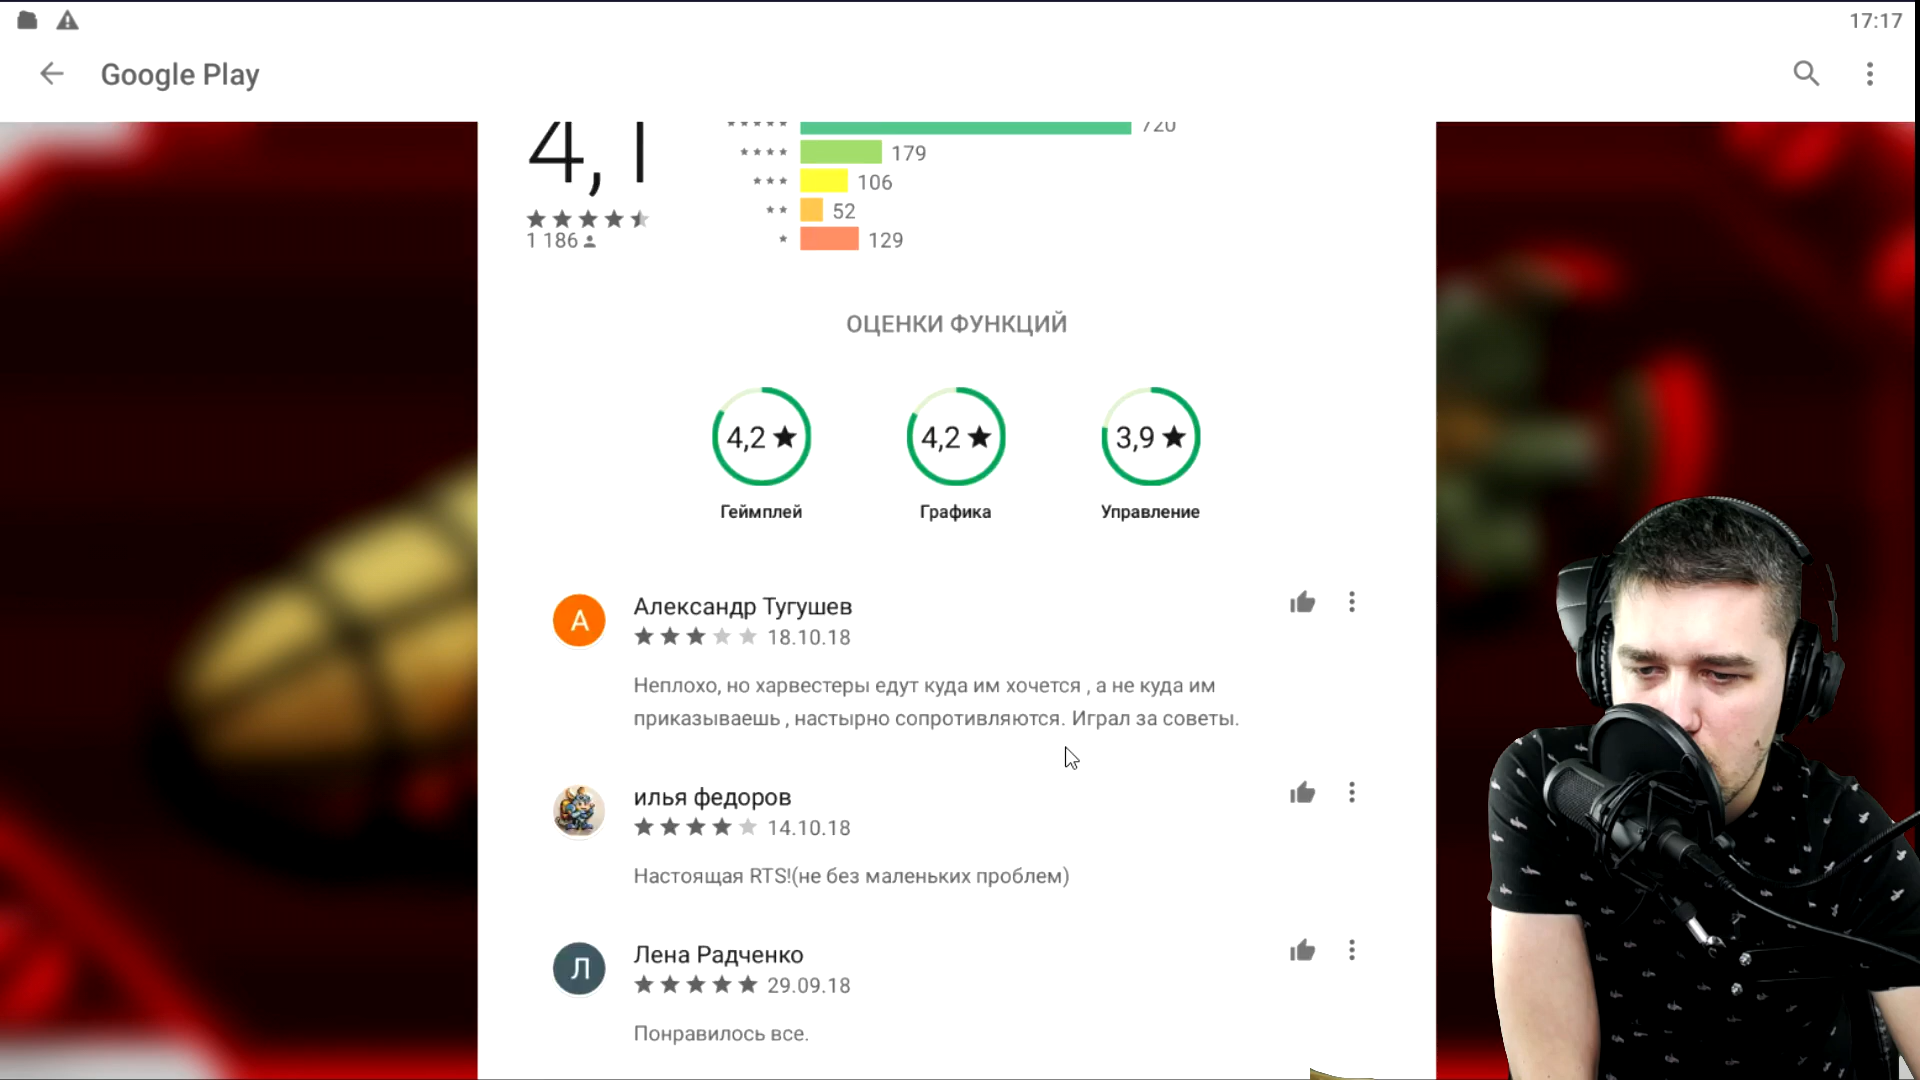 17:17
Google Play
4,1
720
179
106
52
129
1 186
ОЦЕНКИ ФУНКЦИЙ
4,2
4,2
3,9
Геймплей
Графика
Управление
А
Александр Тугушев
18.10.18
Неплохо, но харвестеры едут куда им хочется , а не куда им
приказываешь , настырно сопротивляются. Играл за советы.
илья федоров
14.10.18
Настоящая RTS!(не без маленьких проблем)
Л
Лена Радченко
29.09.18
Понравилось все.